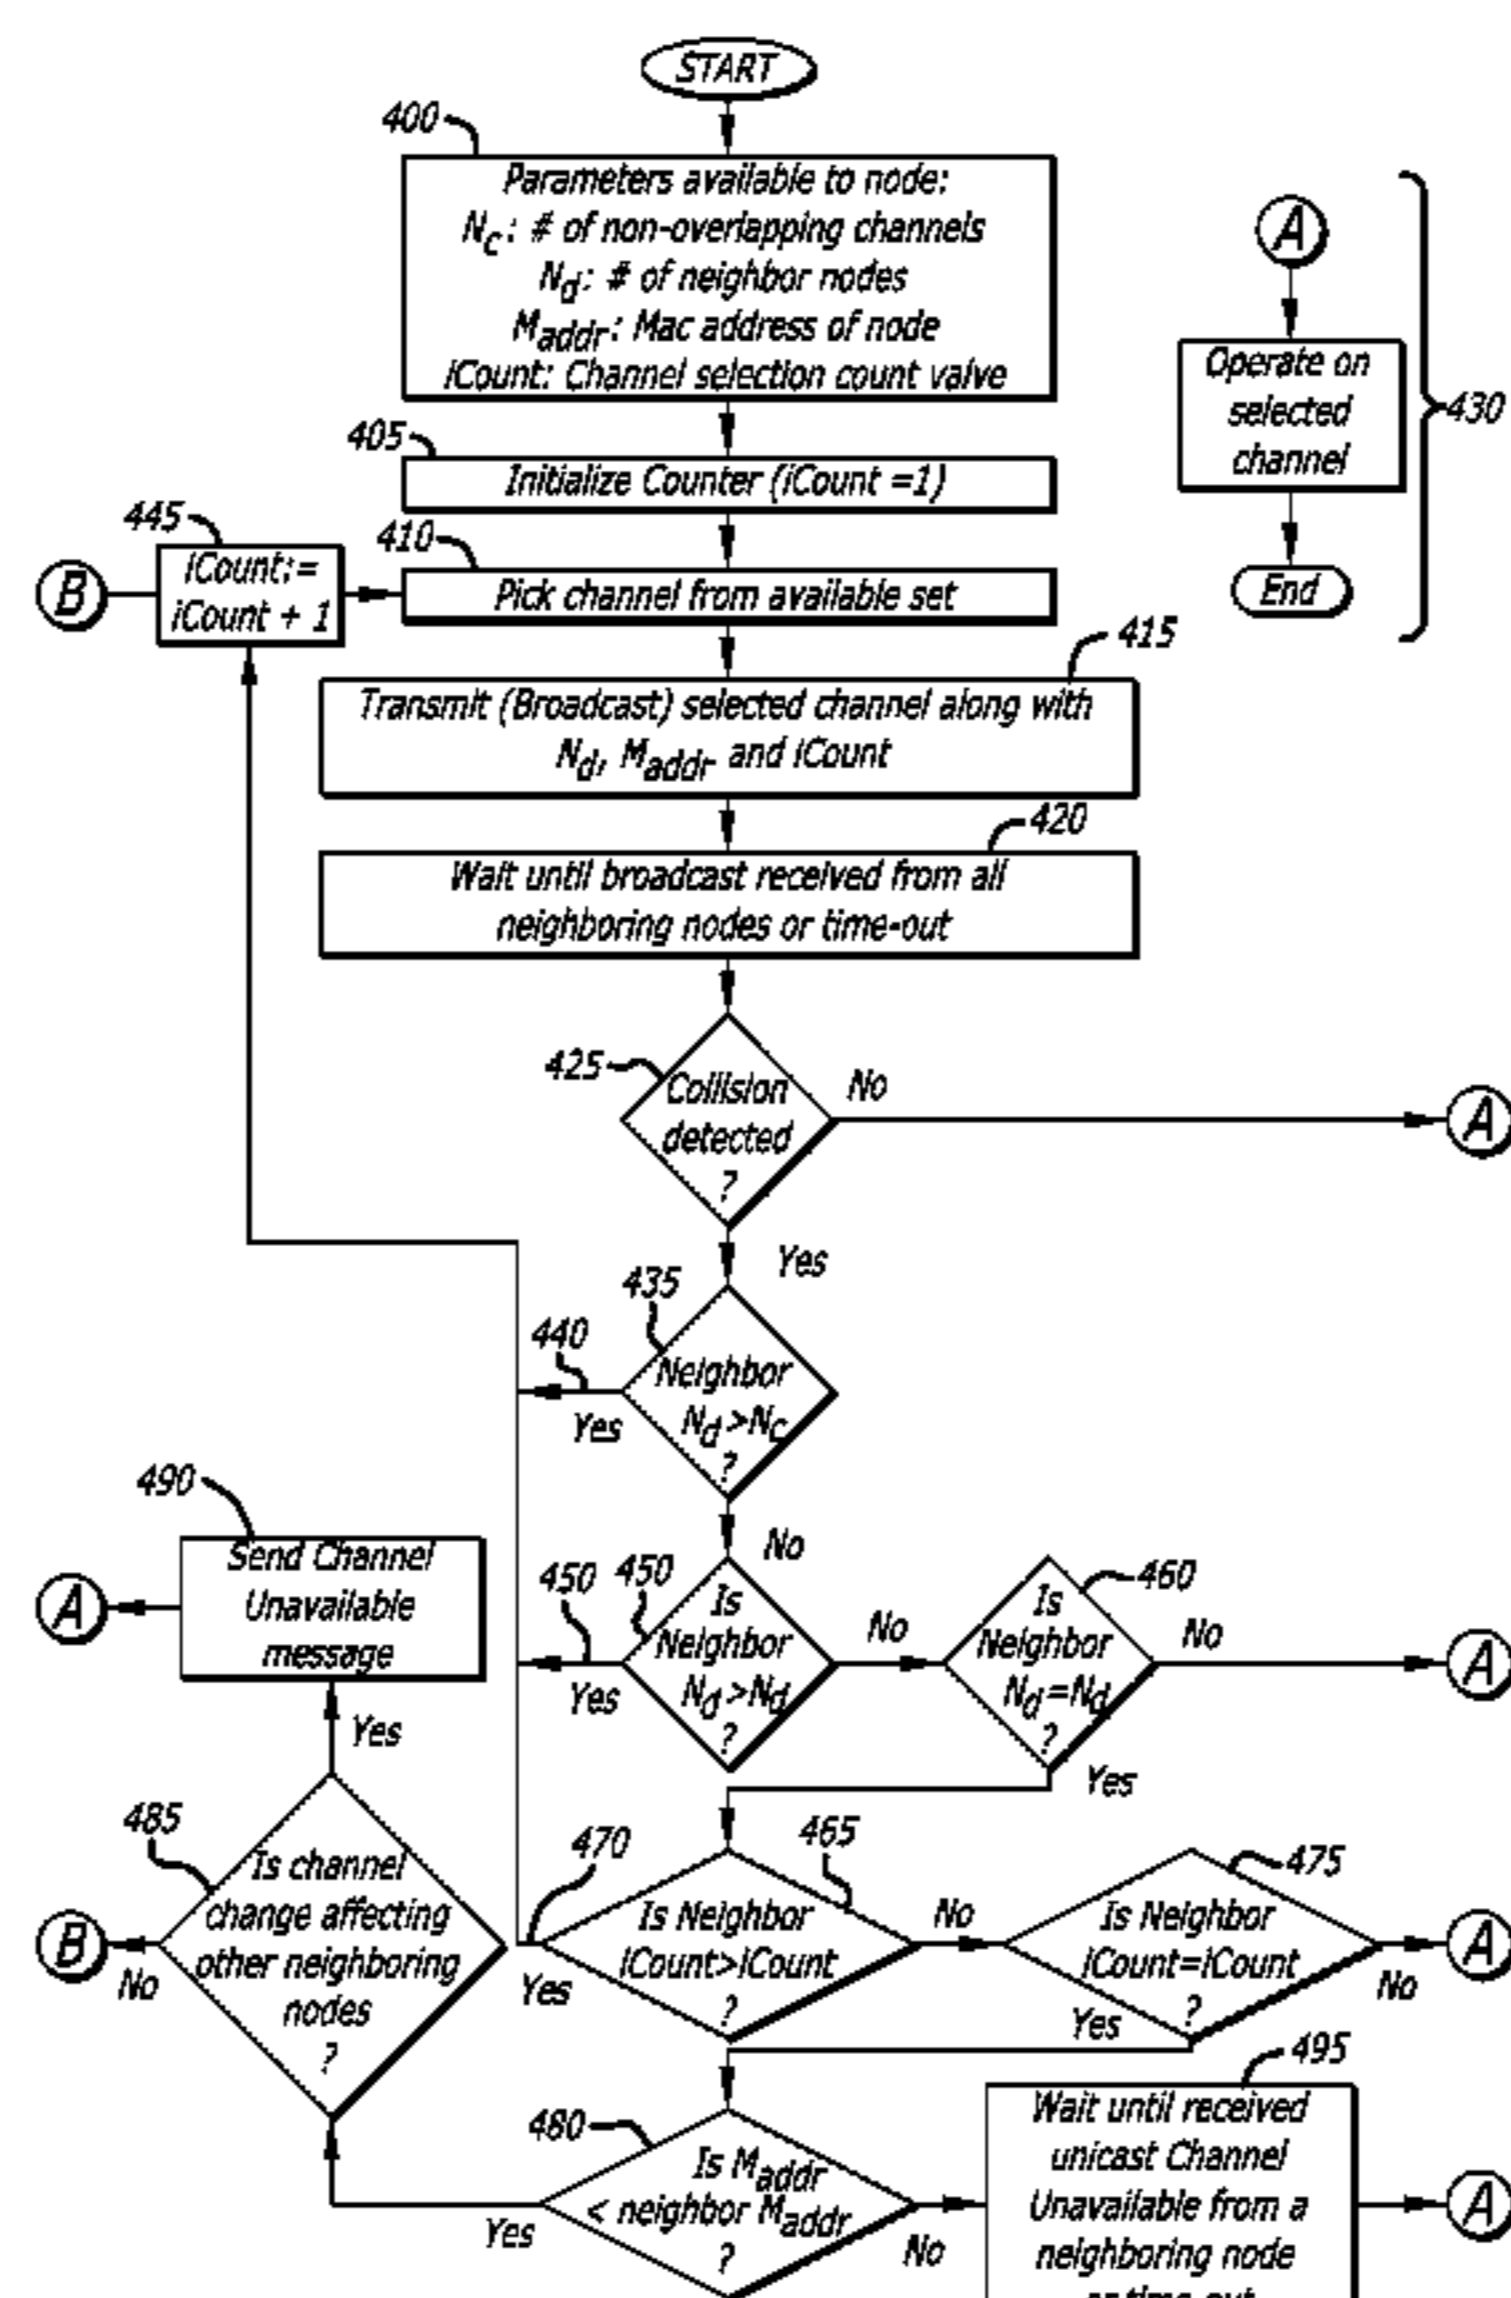 START
400
Parameters available to node:
Nc: # of non-overlapping channels
Nd: # of neighbor nodes
Maddr: Mac address of node
iCount: Channel selection count valve
A
Operate on
selected
channel
End
430
405
Initialize Counter (iCount =1)
445
B
iCount:=
iCount + 1
410
Pick channel from available set
415
Transmit (Broadcast) selected channel along with
Nd, Maddr and iCount
420
Wait until broadcast received from all
neighboring nodes or time-out
425
Collision
detected
?
No
A
Yes
435
440
Neighbor
Nd>Nc
?
Yes
No
490
Send Channel
Unavailable
message
A
Yes
450
450
Is
Neighbor
Nd>Nd
?
Yes
No
460
Is
Neighbor
Nd=Nd
?
No
A
Yes
485
Is channel
change affecting
other neighboring
nodes
?
B
No
470
465
Is Neighbor
iCount>iCount
?
Yes
No
475
Is Neighbor
iCount=iCount
?
No
A
Yes
480
Is Maddr
< neighbor Maddr
?
Yes
No
495
Wait until received
unicast Channel
Unavailable from a
neighboring node
or time-out
A